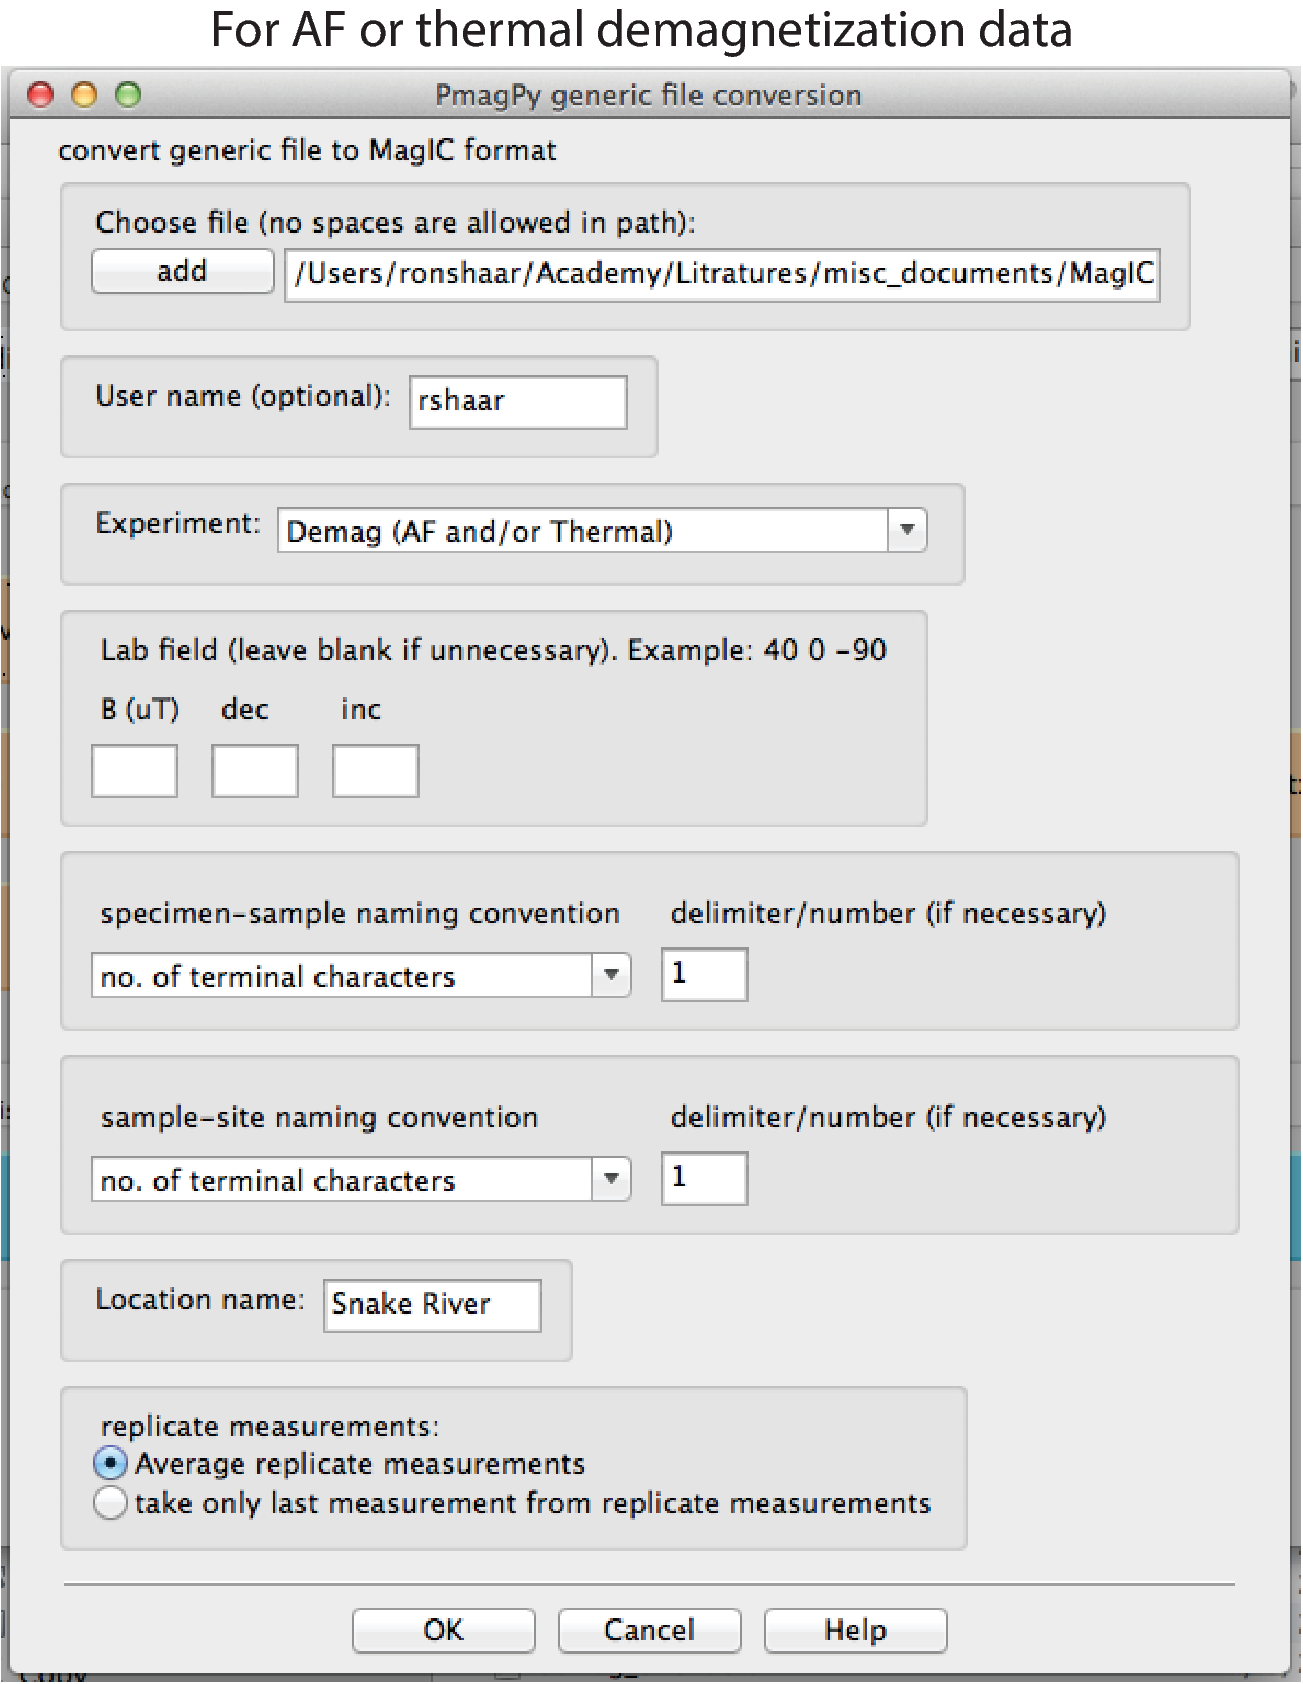 For AF or thermal demagnetization data
PmagPy generic file conversion
convert generic file to MagIC format
Choose file (no spaces are allowed in path):
add /Users/ronshaar/Academy/Litratures/misc_documents/MagIC
User name (optional): rshaar
Experiment: Demag (AF and/or Thermal)
Lab field (leave blank if unnecessary). Example: 40 0 -90
B (uT) dec inc
specimen-sample naming convention delimiter/number (if necessary)
no. of terminal characters 1
sample-site naming convention delimiter/number (if necessary)
no. of terminal characters 1
Location name: Snake River
replicate measurements:
Average replicate measurements
take only last measurement from replicate measurements
OK Cancel Help